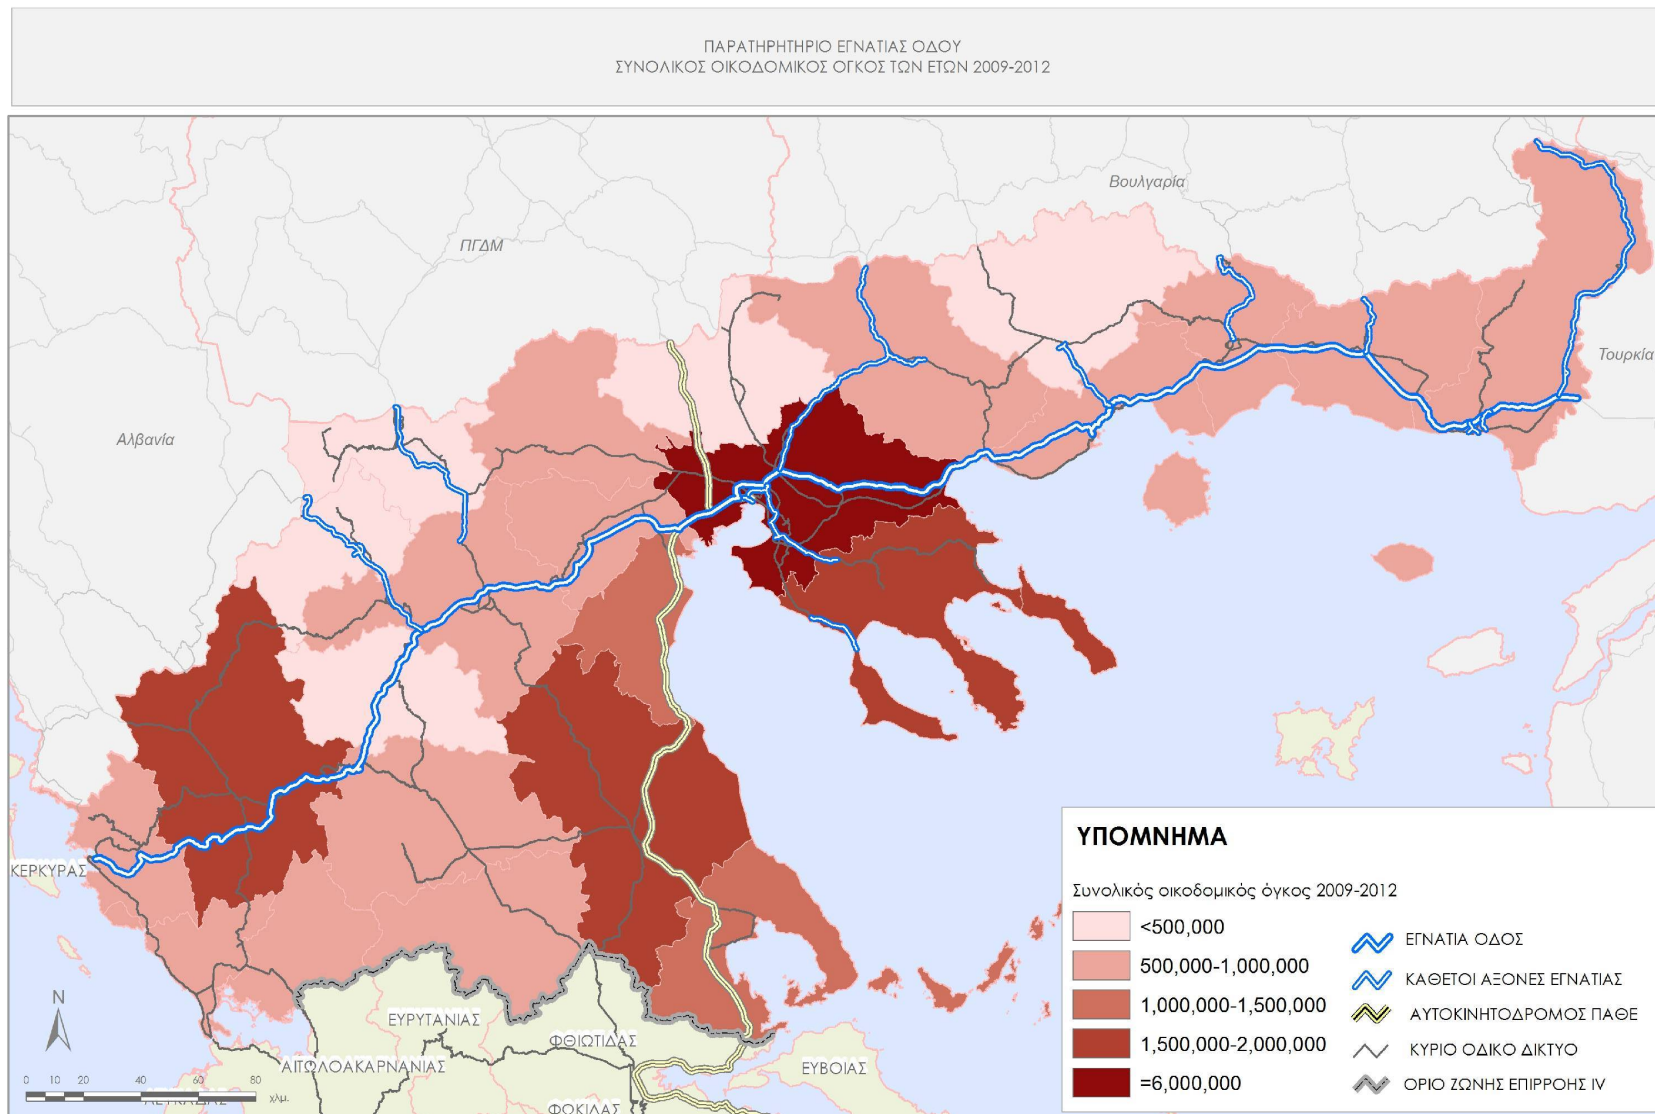 ΠΑΡΑΤΗΡΗΤΗΡΙΟ ΕΓΝΑΤΙΑΣ ΟΔΟΥ
ΣΥΝΟΛΙΚΟΣ ΟΙΚΟΔΟΜΙΚΟΣ ΟΓΚΟΣ ΤΩΝ ΕΤΩΝ 2009-2012
Βουλγαρία
ΠΓΔΜ
Τουρκία
Αλβανία
ΚΕΡΚΥΡΑΣ
ΕΥΡΥΤΑΝΙΑΣ
ΦΘΙΩΤΙΔΑΣ
ΑΙΤΩΛΟΑΚΑΡΝΑΝΙΑΣ
ΕΥΒΟΙΑΣ
ΛΕΥΚΑΔΑΣ
ΦΩΚΙΔΑΣ
N
0 10 20 40 60 80
χλμ.
ΥΠΟΜΝΗΜΑ
Συνολικός οικοδομικός όγκος 2009-2012
<500,000
500,000-1,000,000
1,000,000-1,500,000
1,500,000-2,000,000
=6,000,000
ΕΓΝΑΤΙΑ ΟΔΟΣ
ΚΑΘΕΤΟΙ ΑΞΟΝΕΣ ΕΓΝΑΤΙΑΣ
ΑΥΤΟΚΙΝΗΤΟΔΡΟΜΟΣ ΠΑΘΕ
ΚΥΡΙΟ ΟΔΙΚΟ ΔΙΚΤΥΟ
ΟΡΙΟ ΖΩΝΗΣ ΕΠΙΡΡΟΗΣ IV